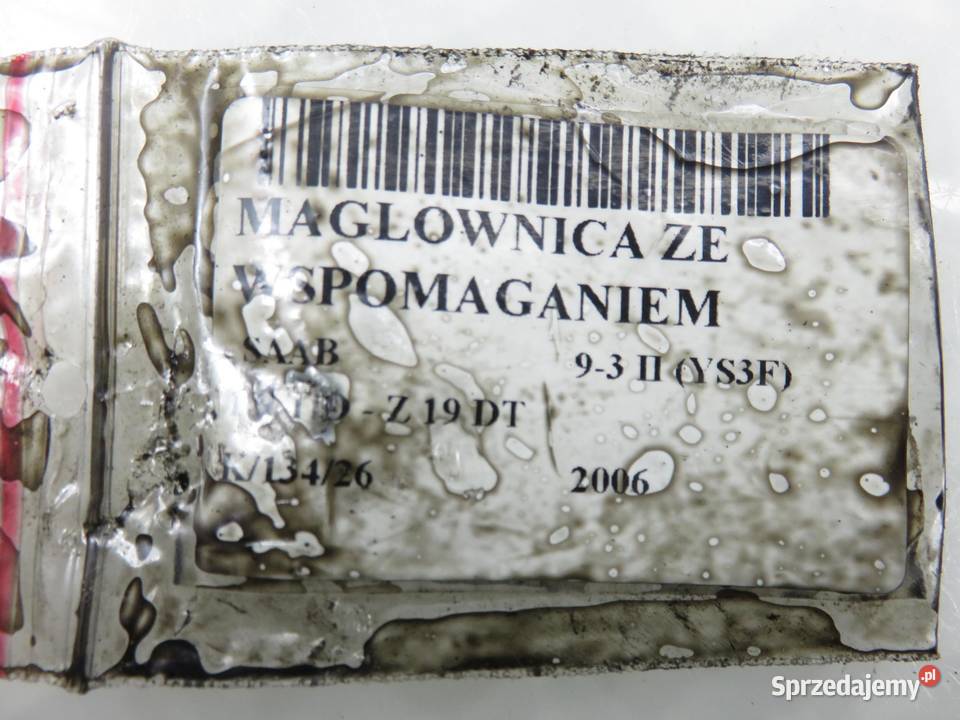 MAGLOWNICA ZE
WSPOMAGANIEM
SAAB 9-3 II (YS3F)
- Z 19 DT
K/134/26 2006
Sprzedajemy.pl